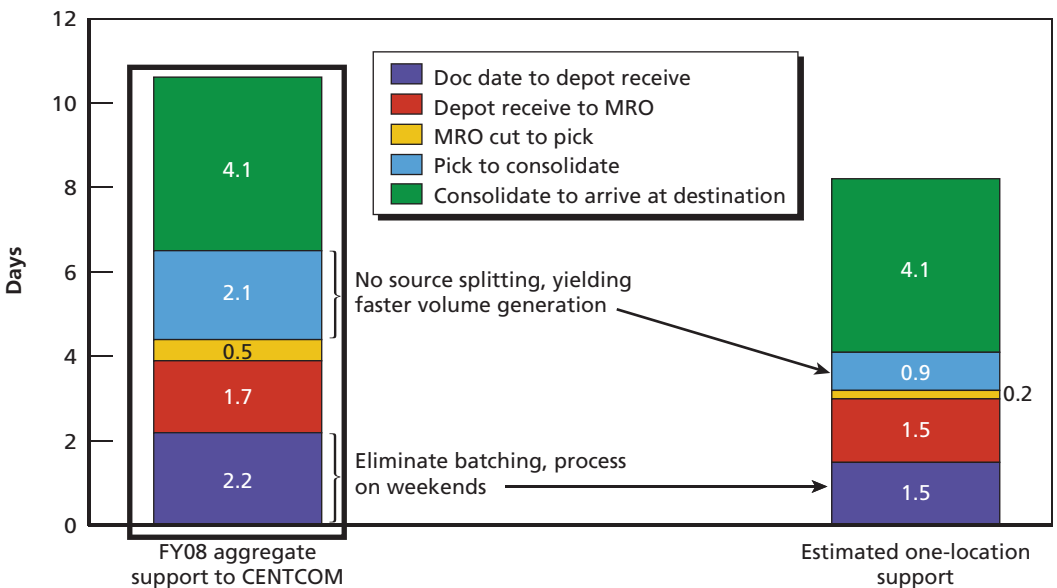 12
10
8
6
4
2
0
Days
Doc date to depot receive
Depot receive to MRO
MRO cut to pick
Pick to consolidate
Consolidate to arrive at destination
4.1
2.1
0.5
1.7
2.2
No source splitting, yielding
faster volume generation
Eliminate batching, process
on weekends
4.1
0.9
0.2
1.5
1.5
FY08 aggregate
support to CENTCOM
Estimated one-location
support